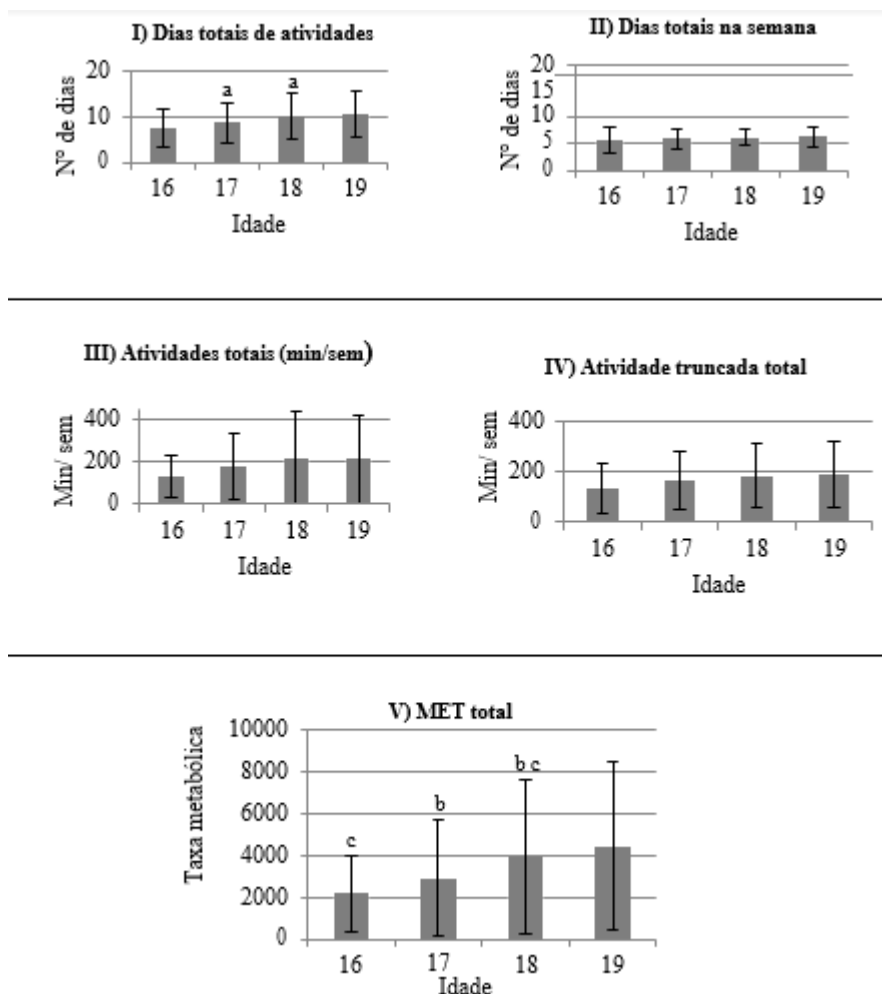 I) Dias totais de atividades
N° de dias
20
10
0
a
a
16 17 18 19
Idade
II) Dias totais na semana
N° de dias
20
15
10
5
0
16 17 18 19
Idade
III) Atividades totais (min/sem)
Min/ sem
400
200
0
16 17 18 19
Idade
IV) Atividade truncada total
Min/ sem
400
200
0
16 17 18 19
Idade
V) MET total
Taxa metabólica
10000
8000
6000
4000
2000
0
c
b
b c
16 17 18 19
Idade